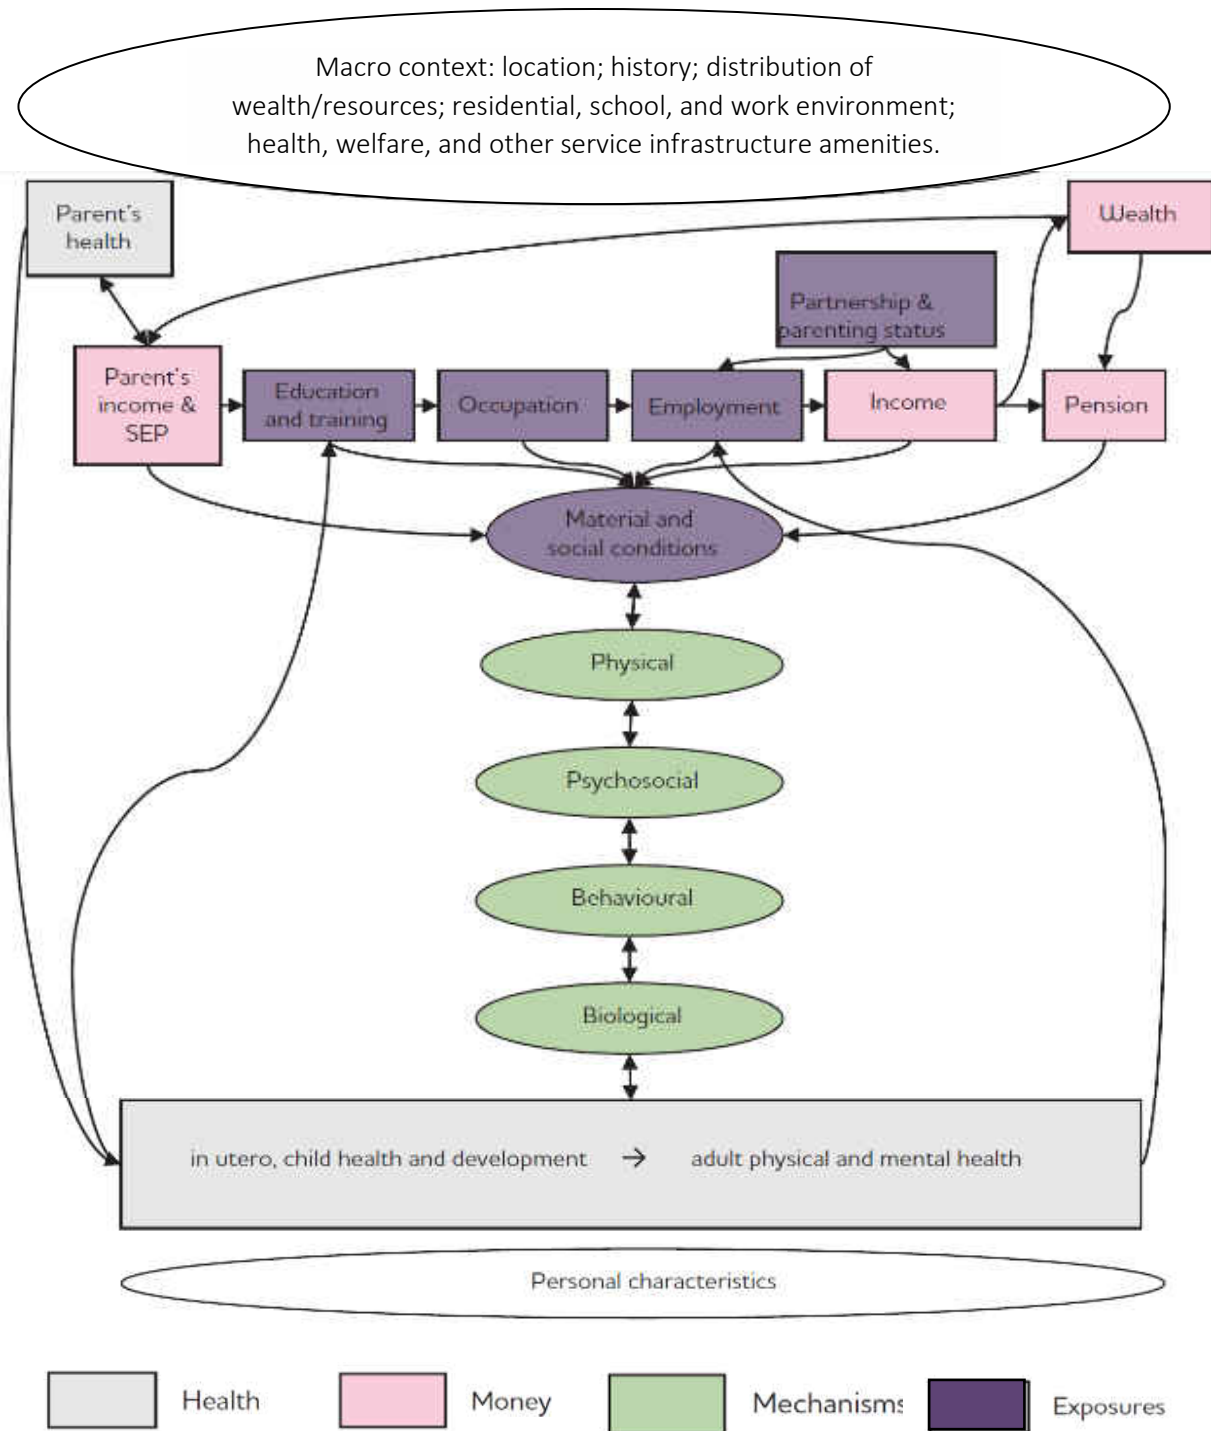 Macro context: location; history; distribution of
wealth/resources; residential, school, and work environment;
health, welfare, and other service infrastructure amenities.
Parent's
health
Wealth
Partnership &
parenting status
Parent's
income &
SEP
Education
and training
Occupation
Employment
Income
Pension
Material and
social conditions
Physical
Psychosocial
Behavioural
Biological
in utero, child health and development → adult physical and mental health
Personal characteristics
Health
Money
Mechanisms
Exposures